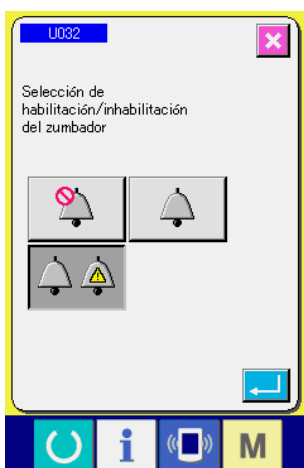 U032
Selección de
habilitación/inhabilitación
del zumbador
i
M